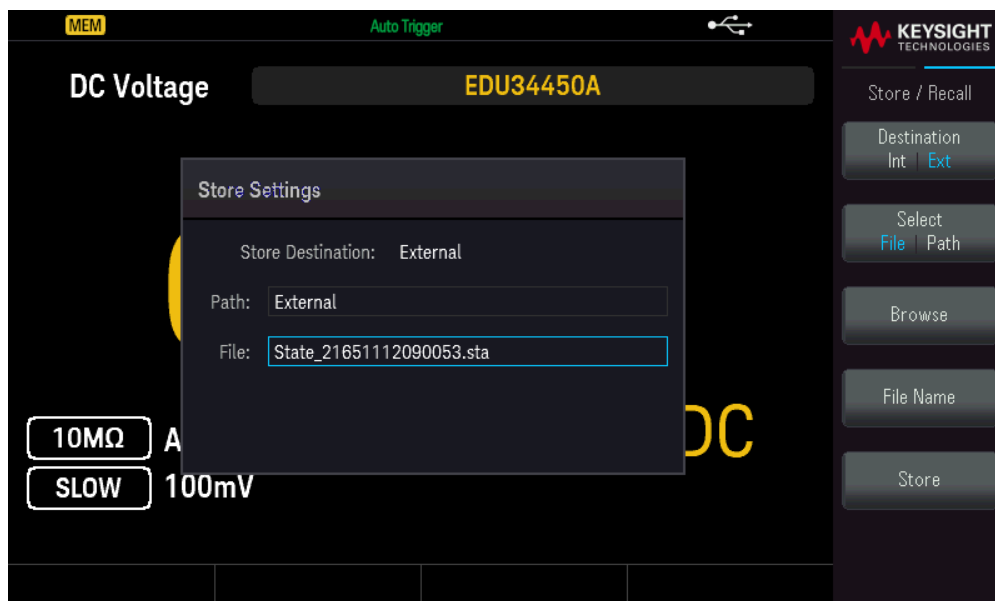 MEM
Auto Trigger
KEYSIGHT
TECHNOLOGIES
DC Voltage
EDU34450A
Store / Recall
Destination
Int | Ext
Store Settings
Select
File | Path
Store Destination: External
Path: External
Browse
File: State_21651112090053.sta
File Name
10MΩ A
DC
SLOW 100mV
Store